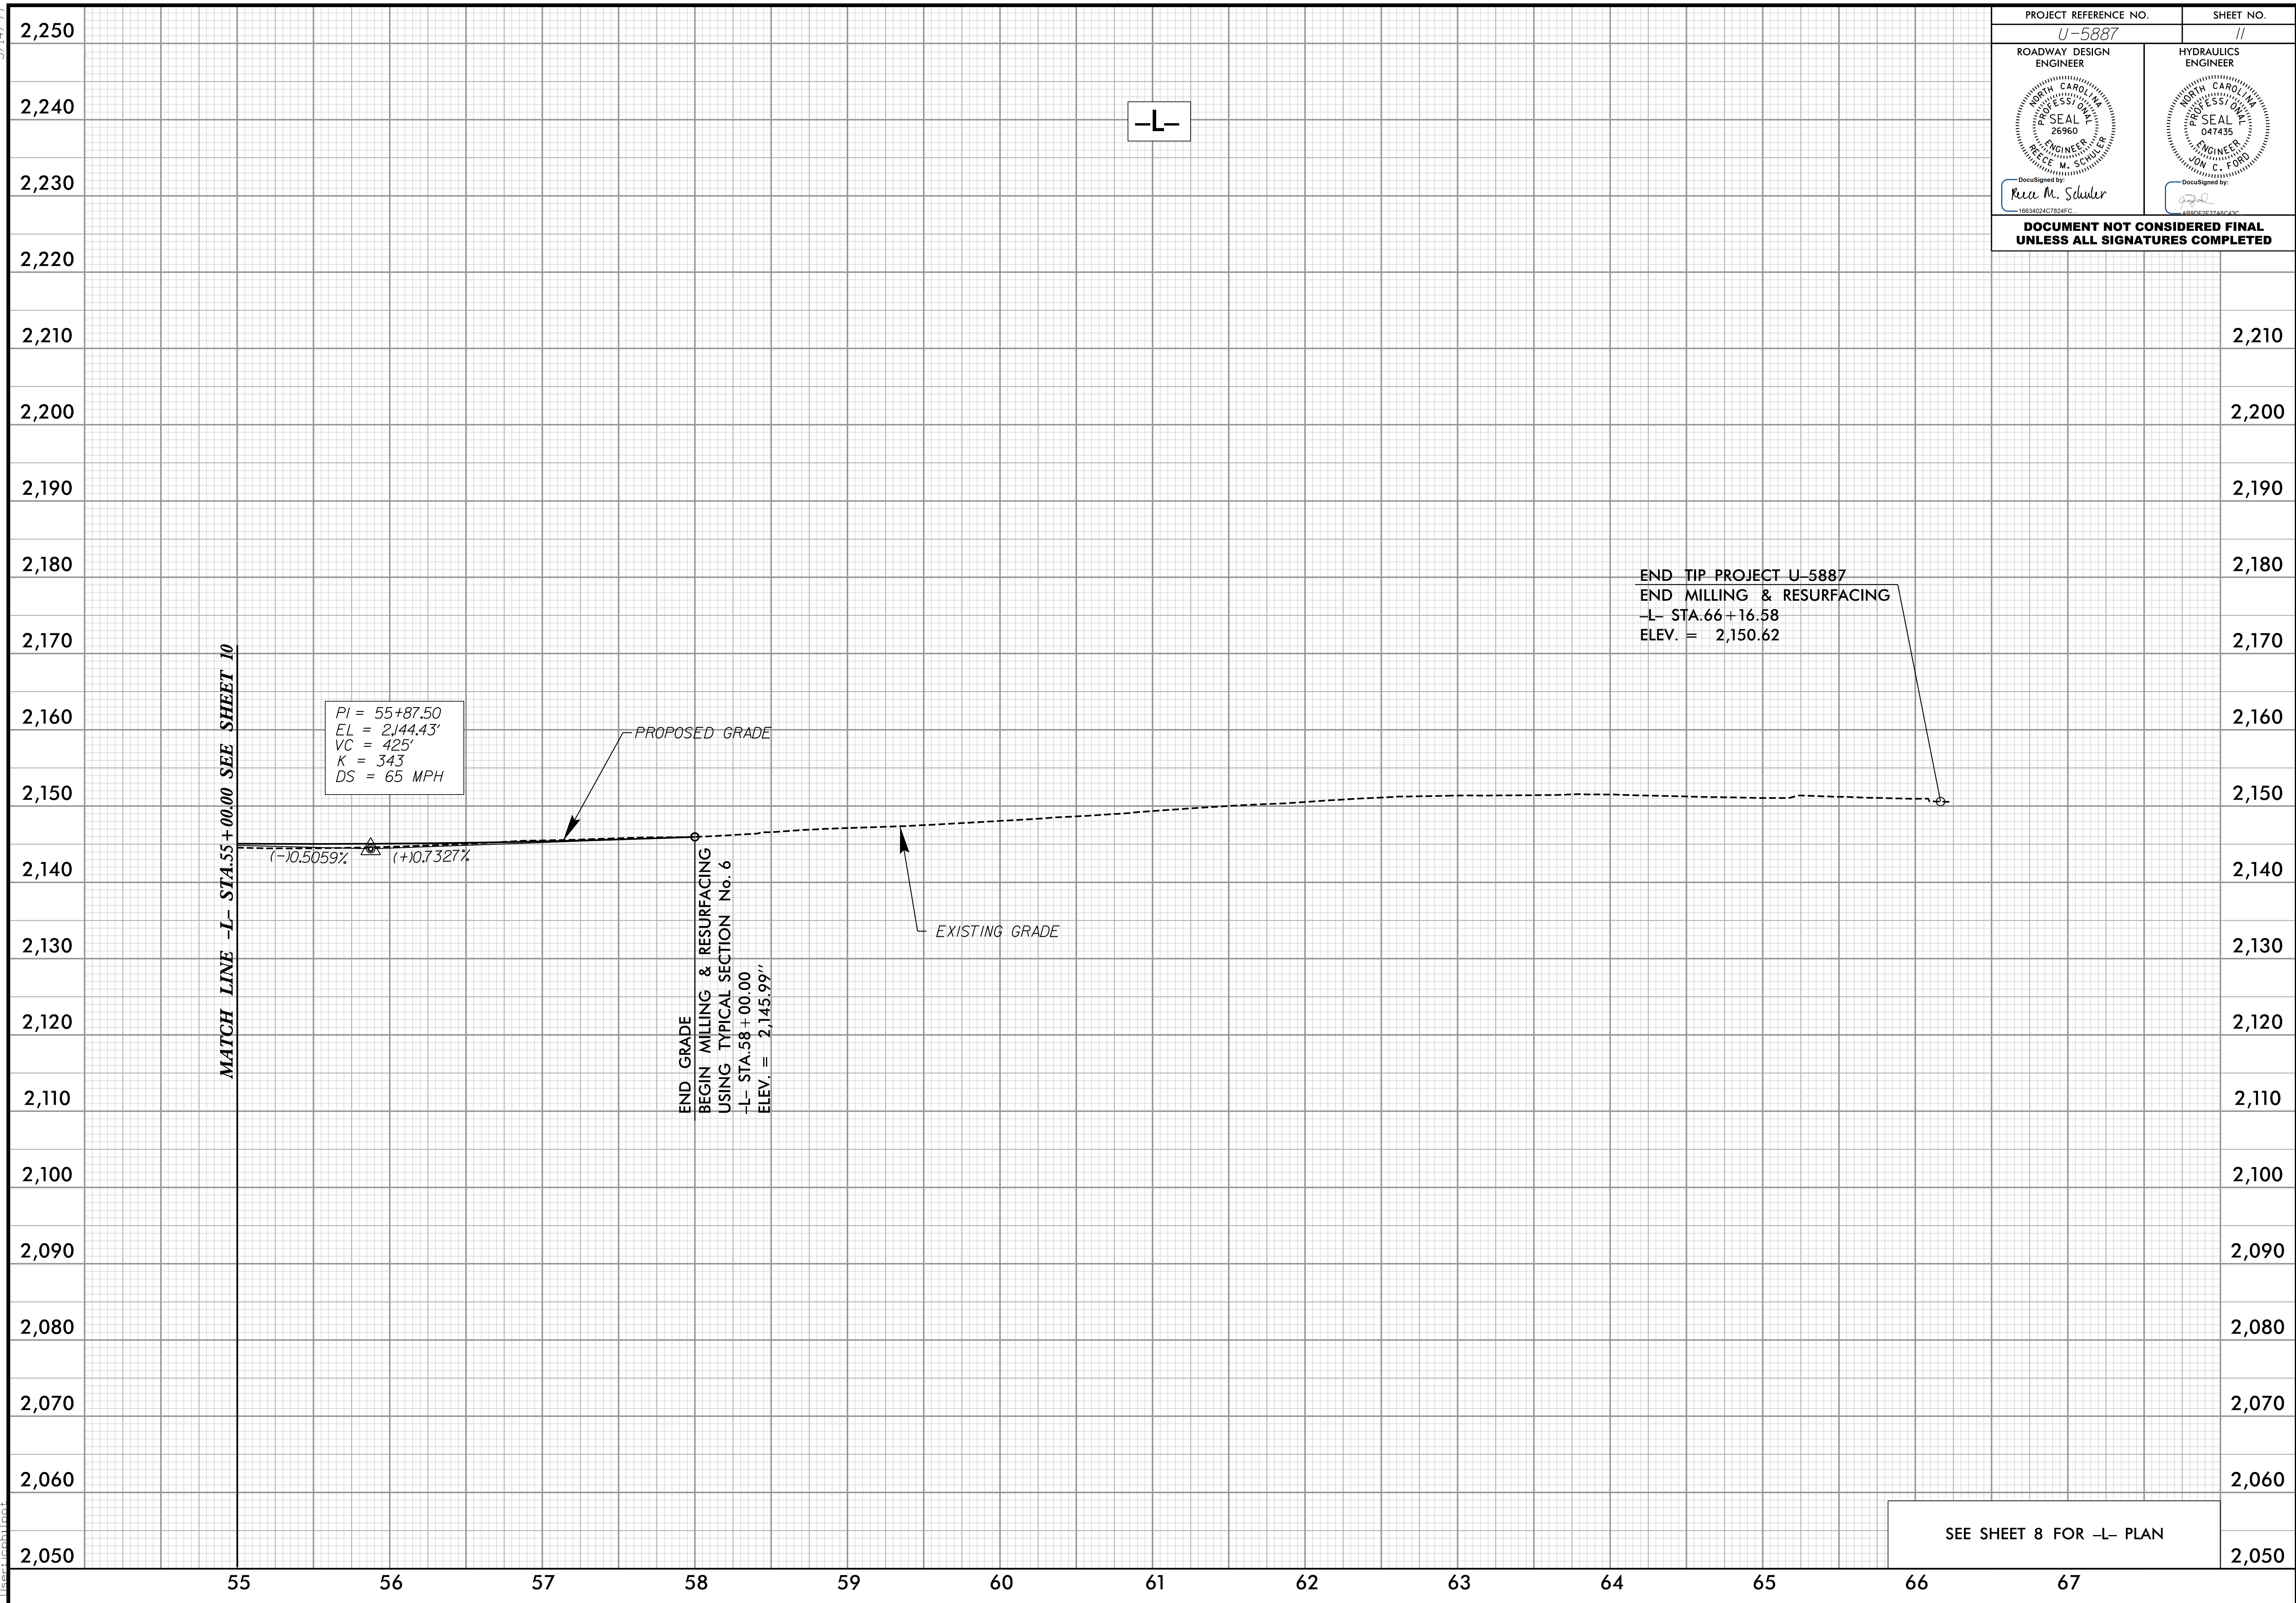 PROJECT REFERENCE NO.
SHEET NO.
U-5887
11
ROADWAY DESIGN
ENGINEER
HYDRAULICS
ENGINEER
NORTH CAROLINA
PROFESSIONAL
SEAL
26960
ENGINEER
REECE M. SCHULER
NORTH CAROLINA
PROFESSIONAL
SEAL
047435
ENGINEER
JON C. FORD
DocuSigned by:
Reece M. Schuler
16634024C7824FC...
DocuSigned by:
DOCUMENT NOT CONSIDERED FINAL
UNLESS ALL SIGNATURES COMPLETED
–L–
2,250
2,240
2,230
2,220
2,210
2,200
2,190
2,180
2,170
2,160
2,150
2,140
2,130
2,120
2,110
2,100
2,090
2,080
2,070
2,060
2,050
MATCH LINE -L- STA.55+00.00 SEE SHEET 10
PI = 55+87.50
EL = 2,144.43'
VC = 425'
K = 343
DS = 65 MPH
(-)0.5059%
(+)0.7327%
PROPOSED GRADE
END GRADE
BEGIN MILLING & RESURFACING
USING TYPICAL SECTION No. 6
-L- STA.58+00.00
ELEV. = 2,145.99''
EXISTING GRADE
END TIP PROJECT U-5887
END MILLING & RESURFACING
-L- STA.66+16.58
ELEV. = 2,150.62
2,210
2,200
2,190
2,180
2,170
2,160
2,150
2,140
2,130
2,120
2,110
2,100
2,090
2,080
2,070
2,060
2,050
SEE SHEET 8 FOR -L- PLAN
55 56 57 58 59 60 61 62 63 64 65 66 67